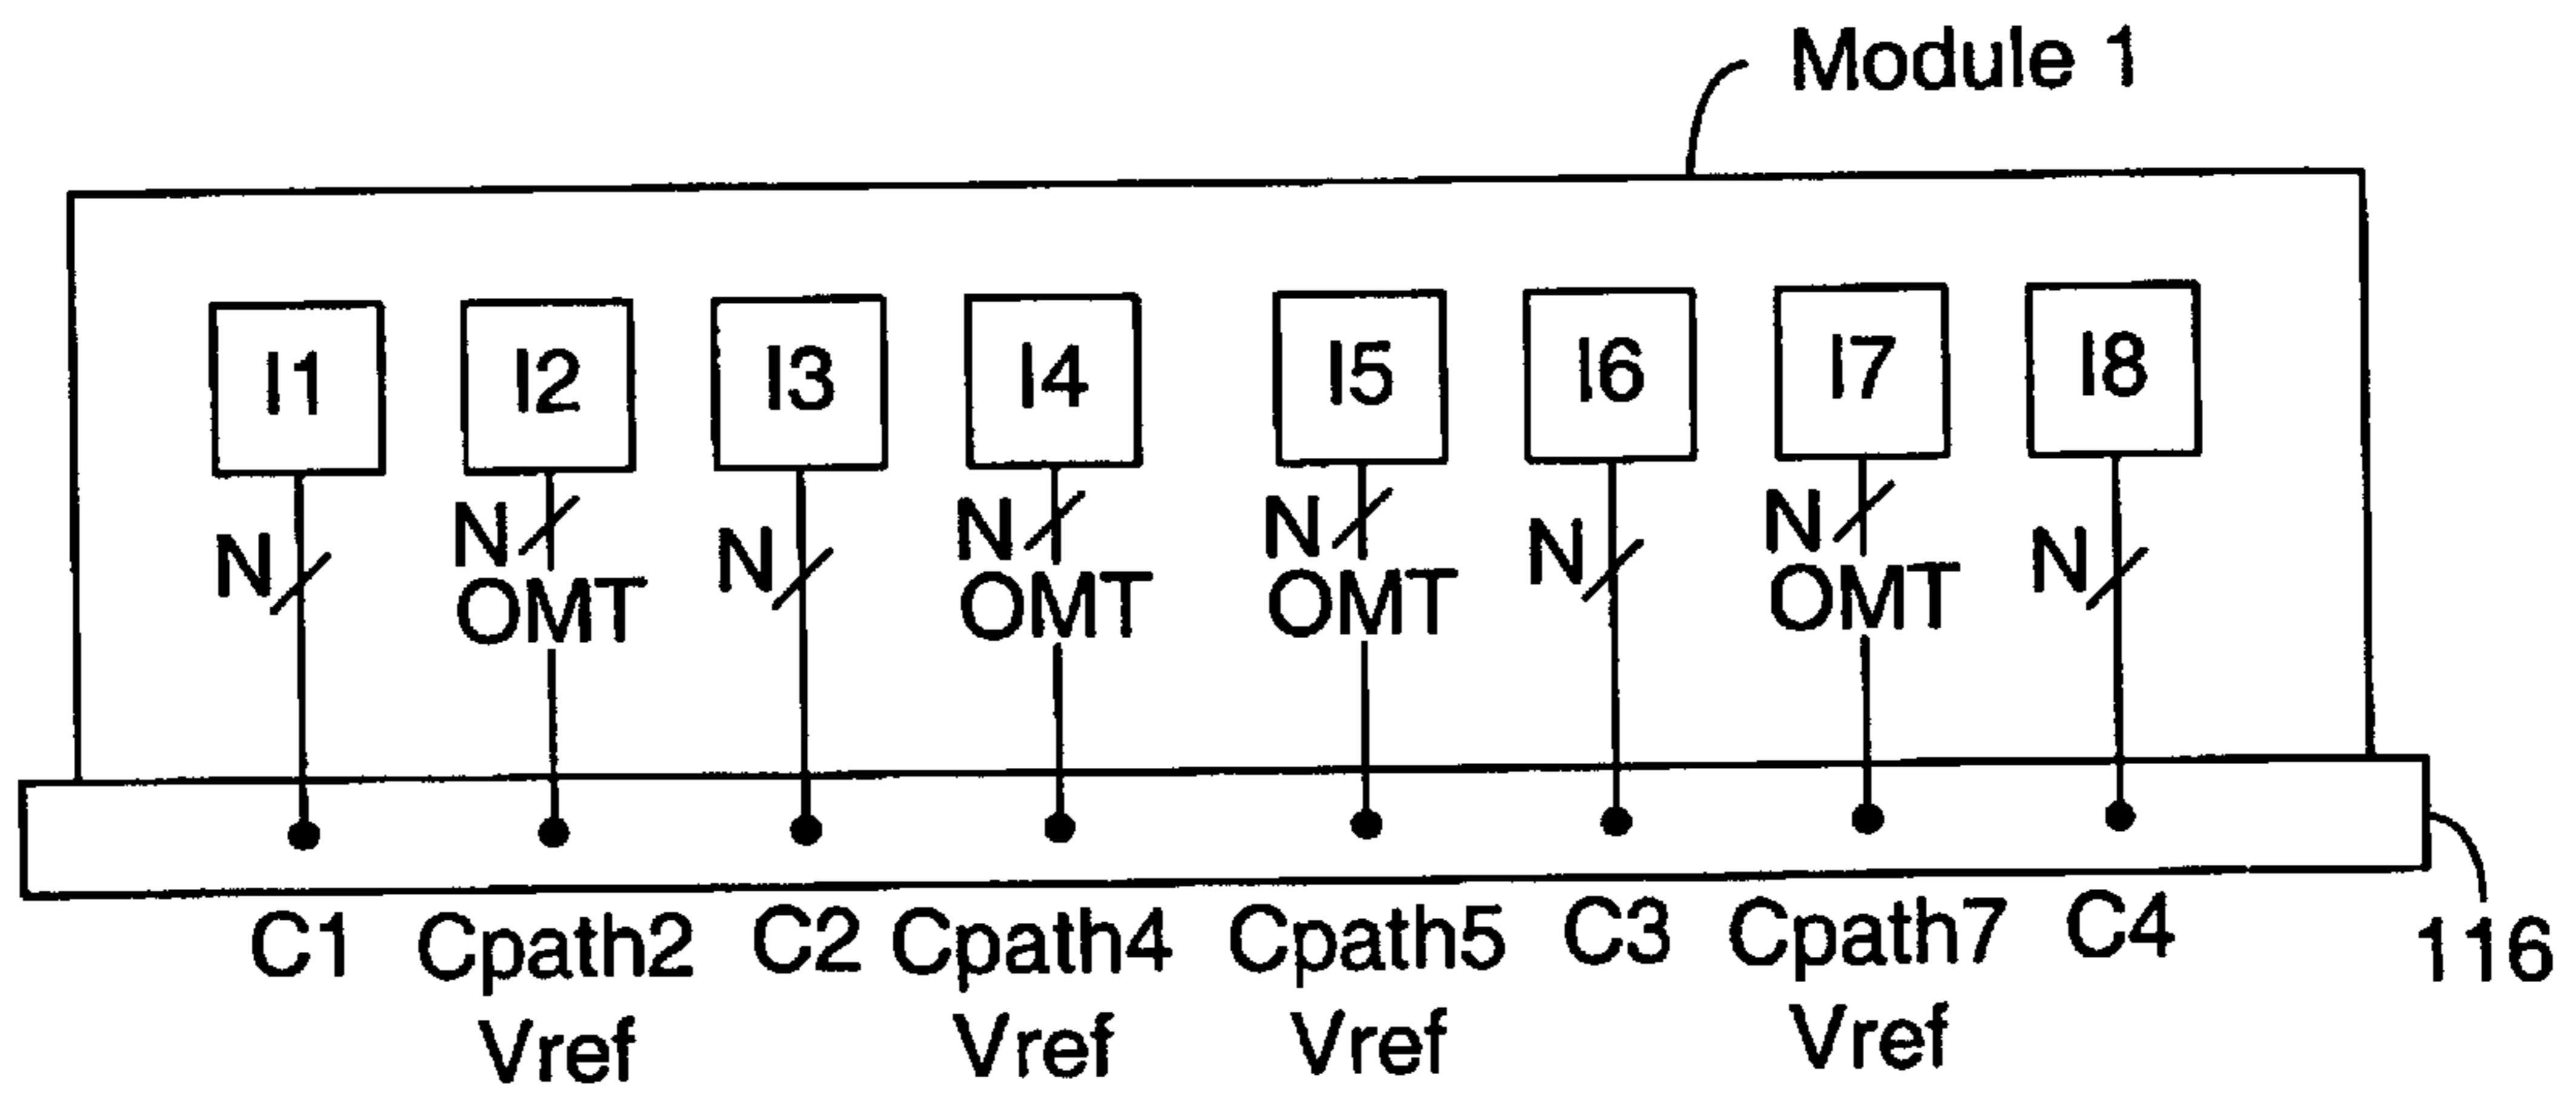 Module 1
I1 I2 I3 I4 I5 I6 I7 I8
N N N N N N N N
OMT OMT OMT OMT
C1 Cpath2 C2 Cpath4 Cpath5 C3 Cpath7 C4 116
Vref Vref Vref Vref